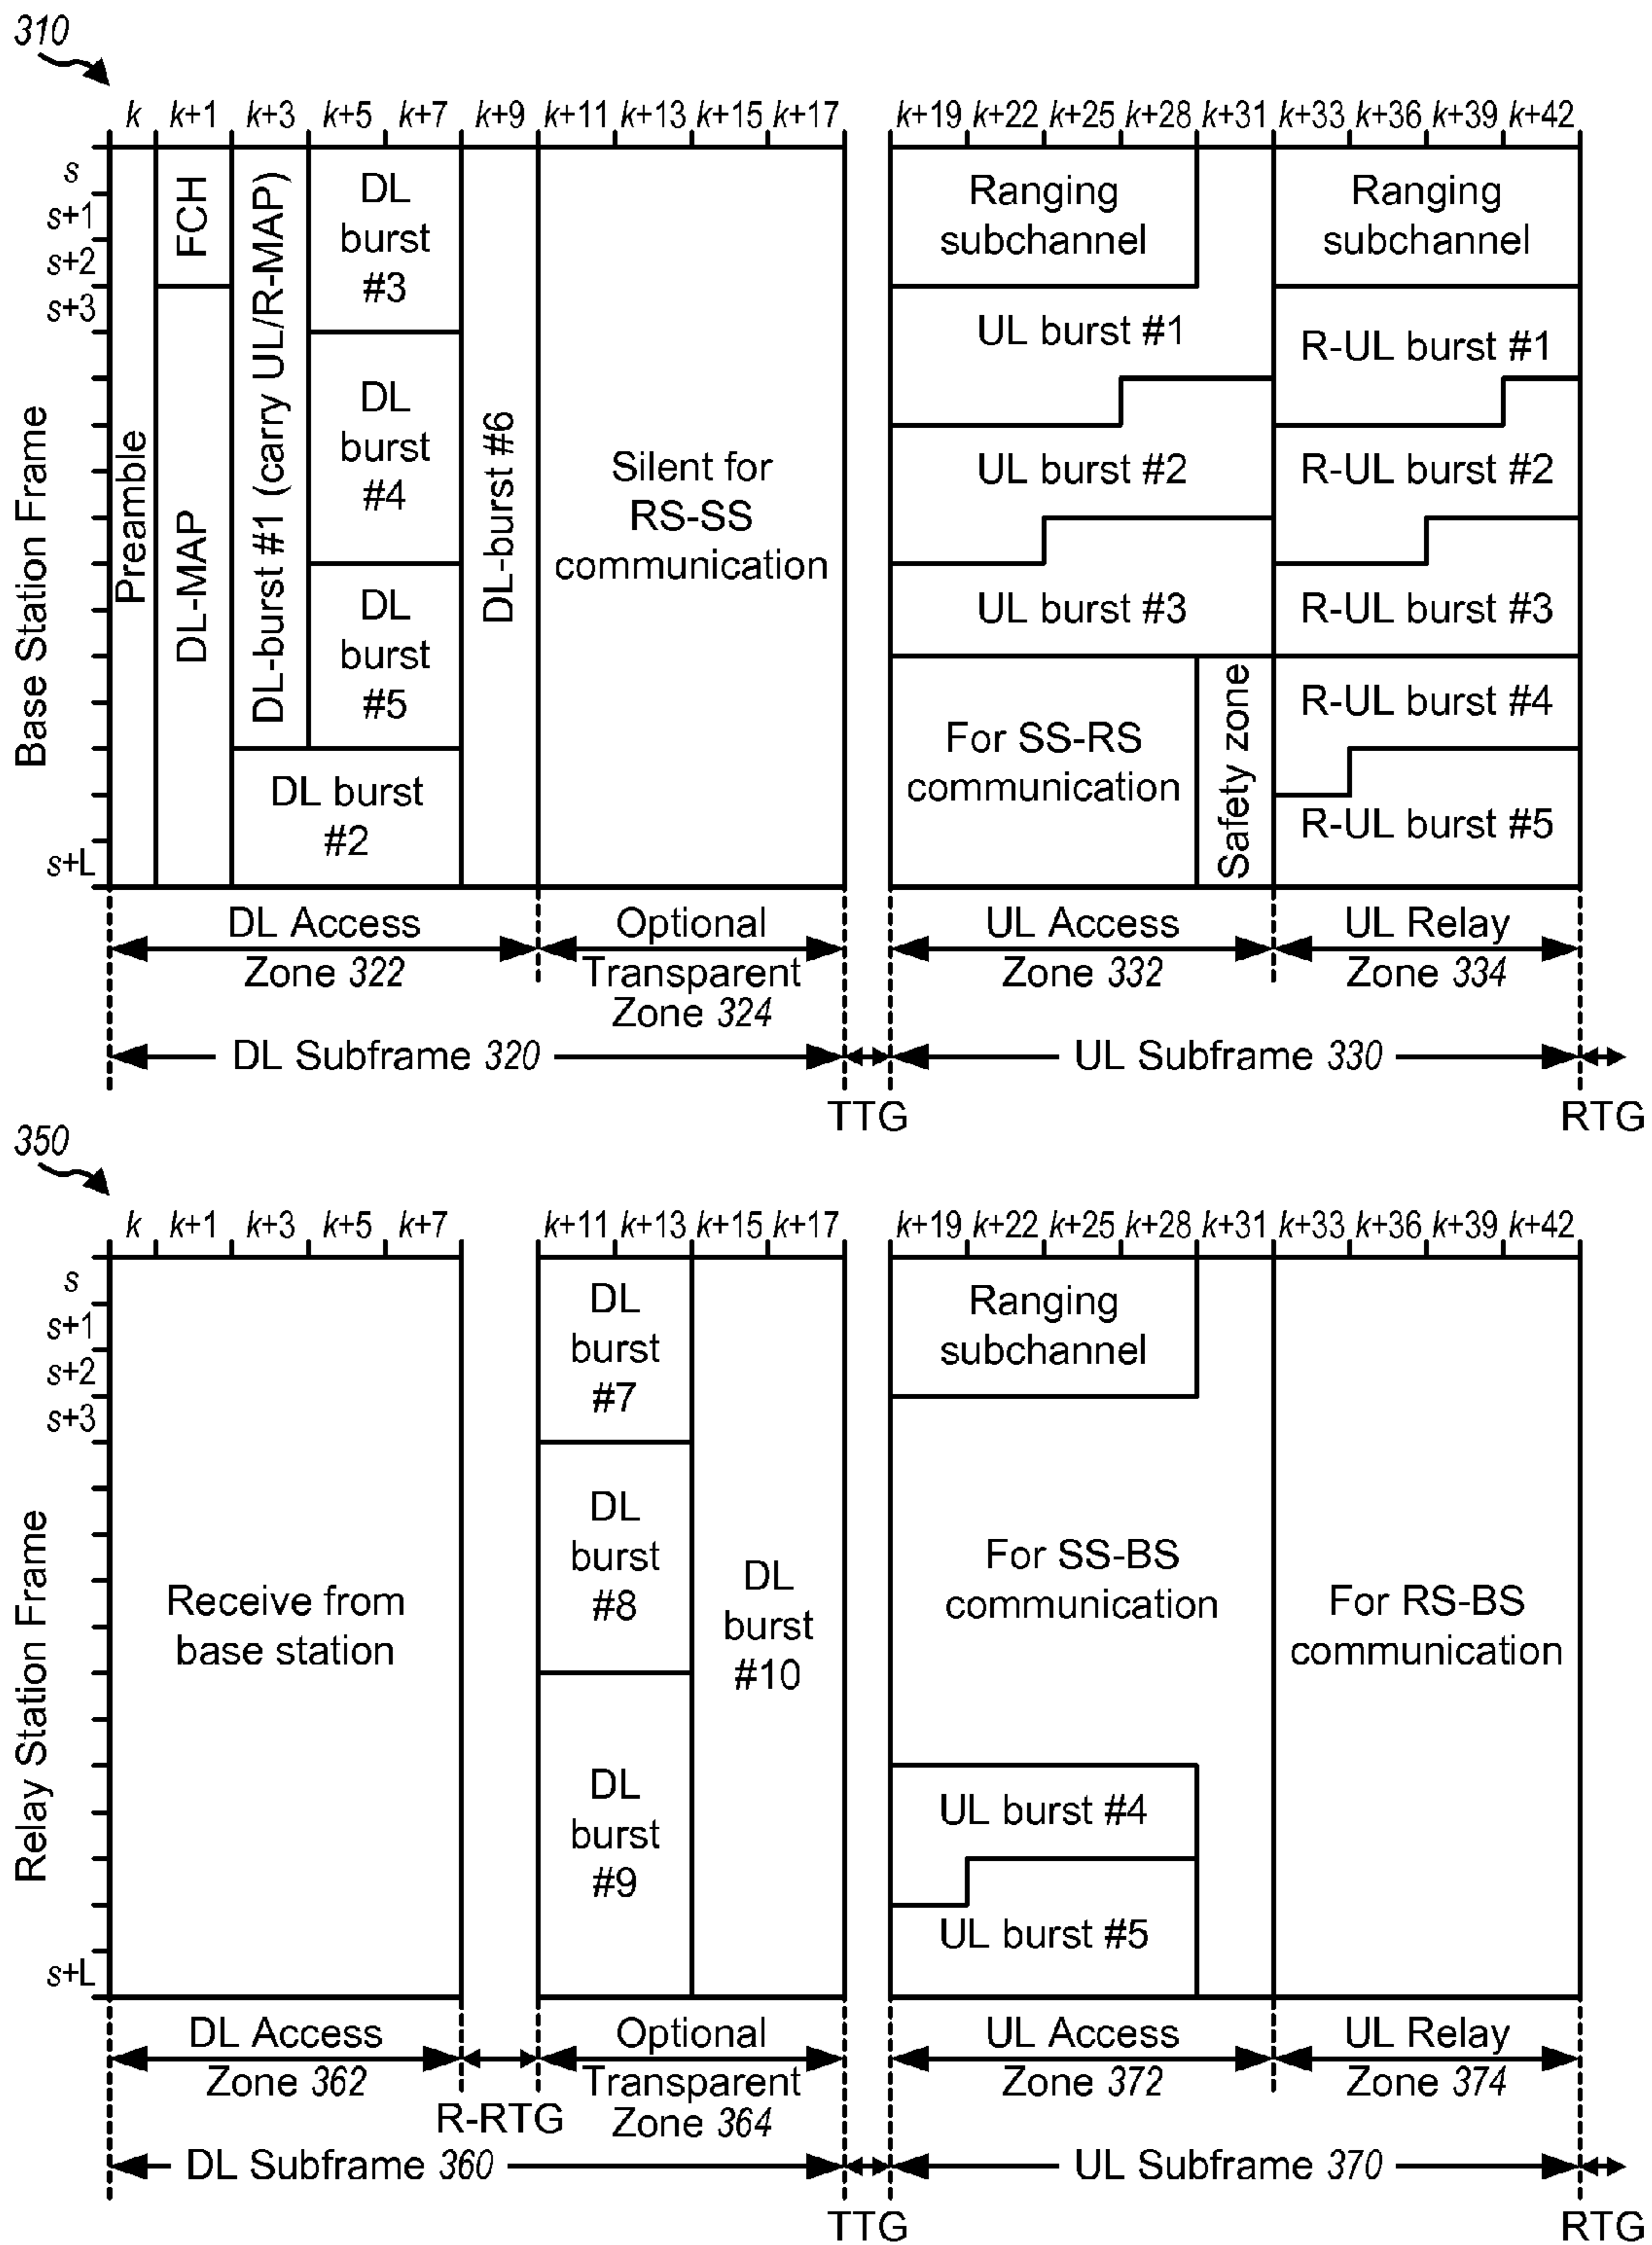 310
k k+1 k+3 k+5 k+7 k+9 k+11 k+13 k+15 k+17 k+19 k+22 k+25 k+28 k+31 k+33 k+36 k+39 k+42
s
s+1
s+2
s+3
s+L
Base Station Frame
Preamble
FCH
DL-MAP
DL-burst #1 (carry UL/R-MAP)
DL
burst
#3
DL
burst
#4
DL
burst
#5
DL burst
#2
DL-burst #6
Silent for
RS-SS
communication
Ranging
subchannel
UL burst #1
UL burst #2
UL burst #3
For SS-RS
communication
Safety zone
Ranging
subchannel
R-UL burst #1
R-UL burst #2
R-UL burst #3
R-UL burst #4
R-UL burst #5
DL Access
Zone 322
Optional
Transparent
Zone 324
UL Access
Zone 332
UL Relay
Zone 334
DL Subframe 320
UL Subframe 330
TTG
RTG
350
k k+1 k+3 k+5 k+7 k+11 k+13 k+15 k+17 k+19 k+22 k+25 k+28 k+31 k+33 k+36 k+39 k+42
s
s+1
s+2
s+3
s+L
Relay Station Frame
Receive from
base station
DL
burst
#7
DL
burst
#8
DL
burst
#9
DL
burst
#10
Ranging
subchannel
For SS-BS
communication
UL burst #4
UL burst #5
For RS-BS
communication
DL Access
Zone 362
R-RTG
Optional
Transparent
Zone 364
UL Access
Zone 372
UL Relay
Zone 374
DL Subframe 360
UL Subframe 370
TTG
RTG